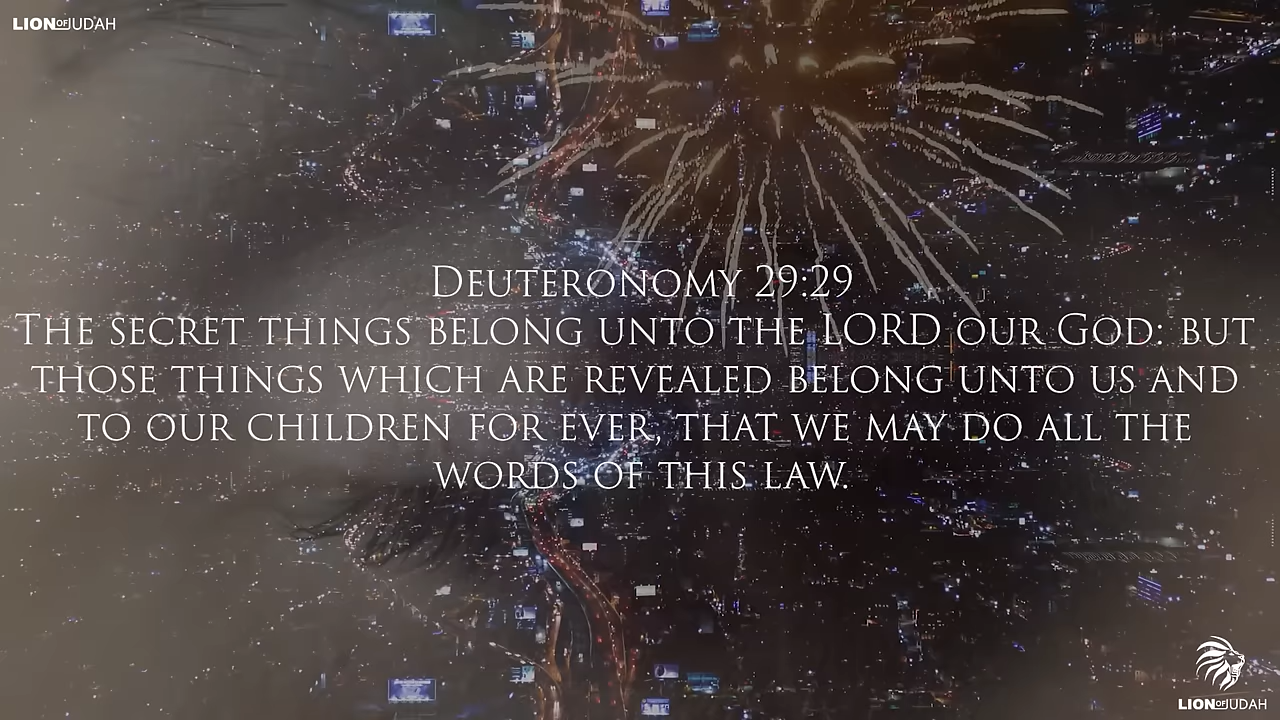 LION OF JUDAH
DEUTERONOMY 29:29
THE SECRET THINGS BELONG UNTO THE LORD OUR GOD: BUT
THOSE THINGS WHICH ARE REVEALED BELONG UNTO US AND
TO OUR CHILDREN FOR EVER, THAT WE MAY DO ALL THE
WORDS OF THIS LAW.
LION OF JUDAH